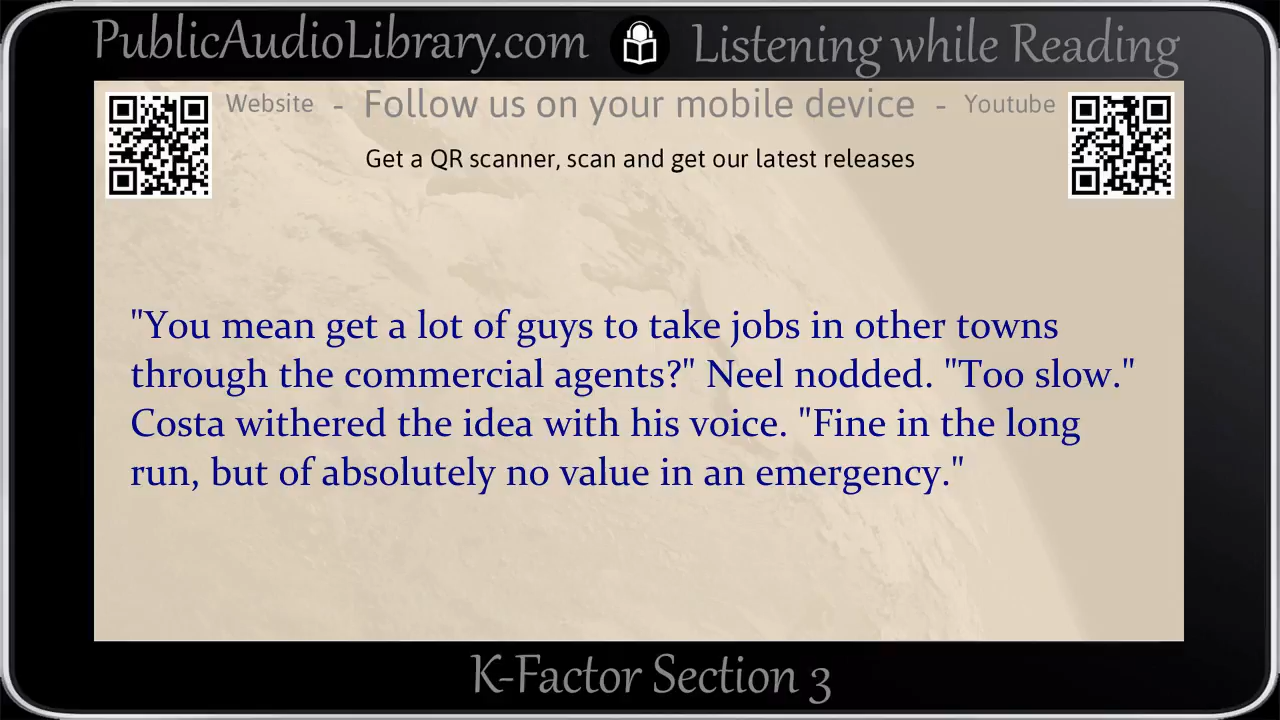 PublicAudioLibrary.com Listening while Reading
Website - Follow us on your mobile device - Youtube
Get a QR scanner, scan and get our latest releases
"You mean get a lot of guys to take jobs in other towns
through the commercial agents?" Neel nodded. "Too slow."
Costa withered the idea with his voice. "Fine in the long
run, but of absolutely no value in an emergency."
K-Factor Section 3